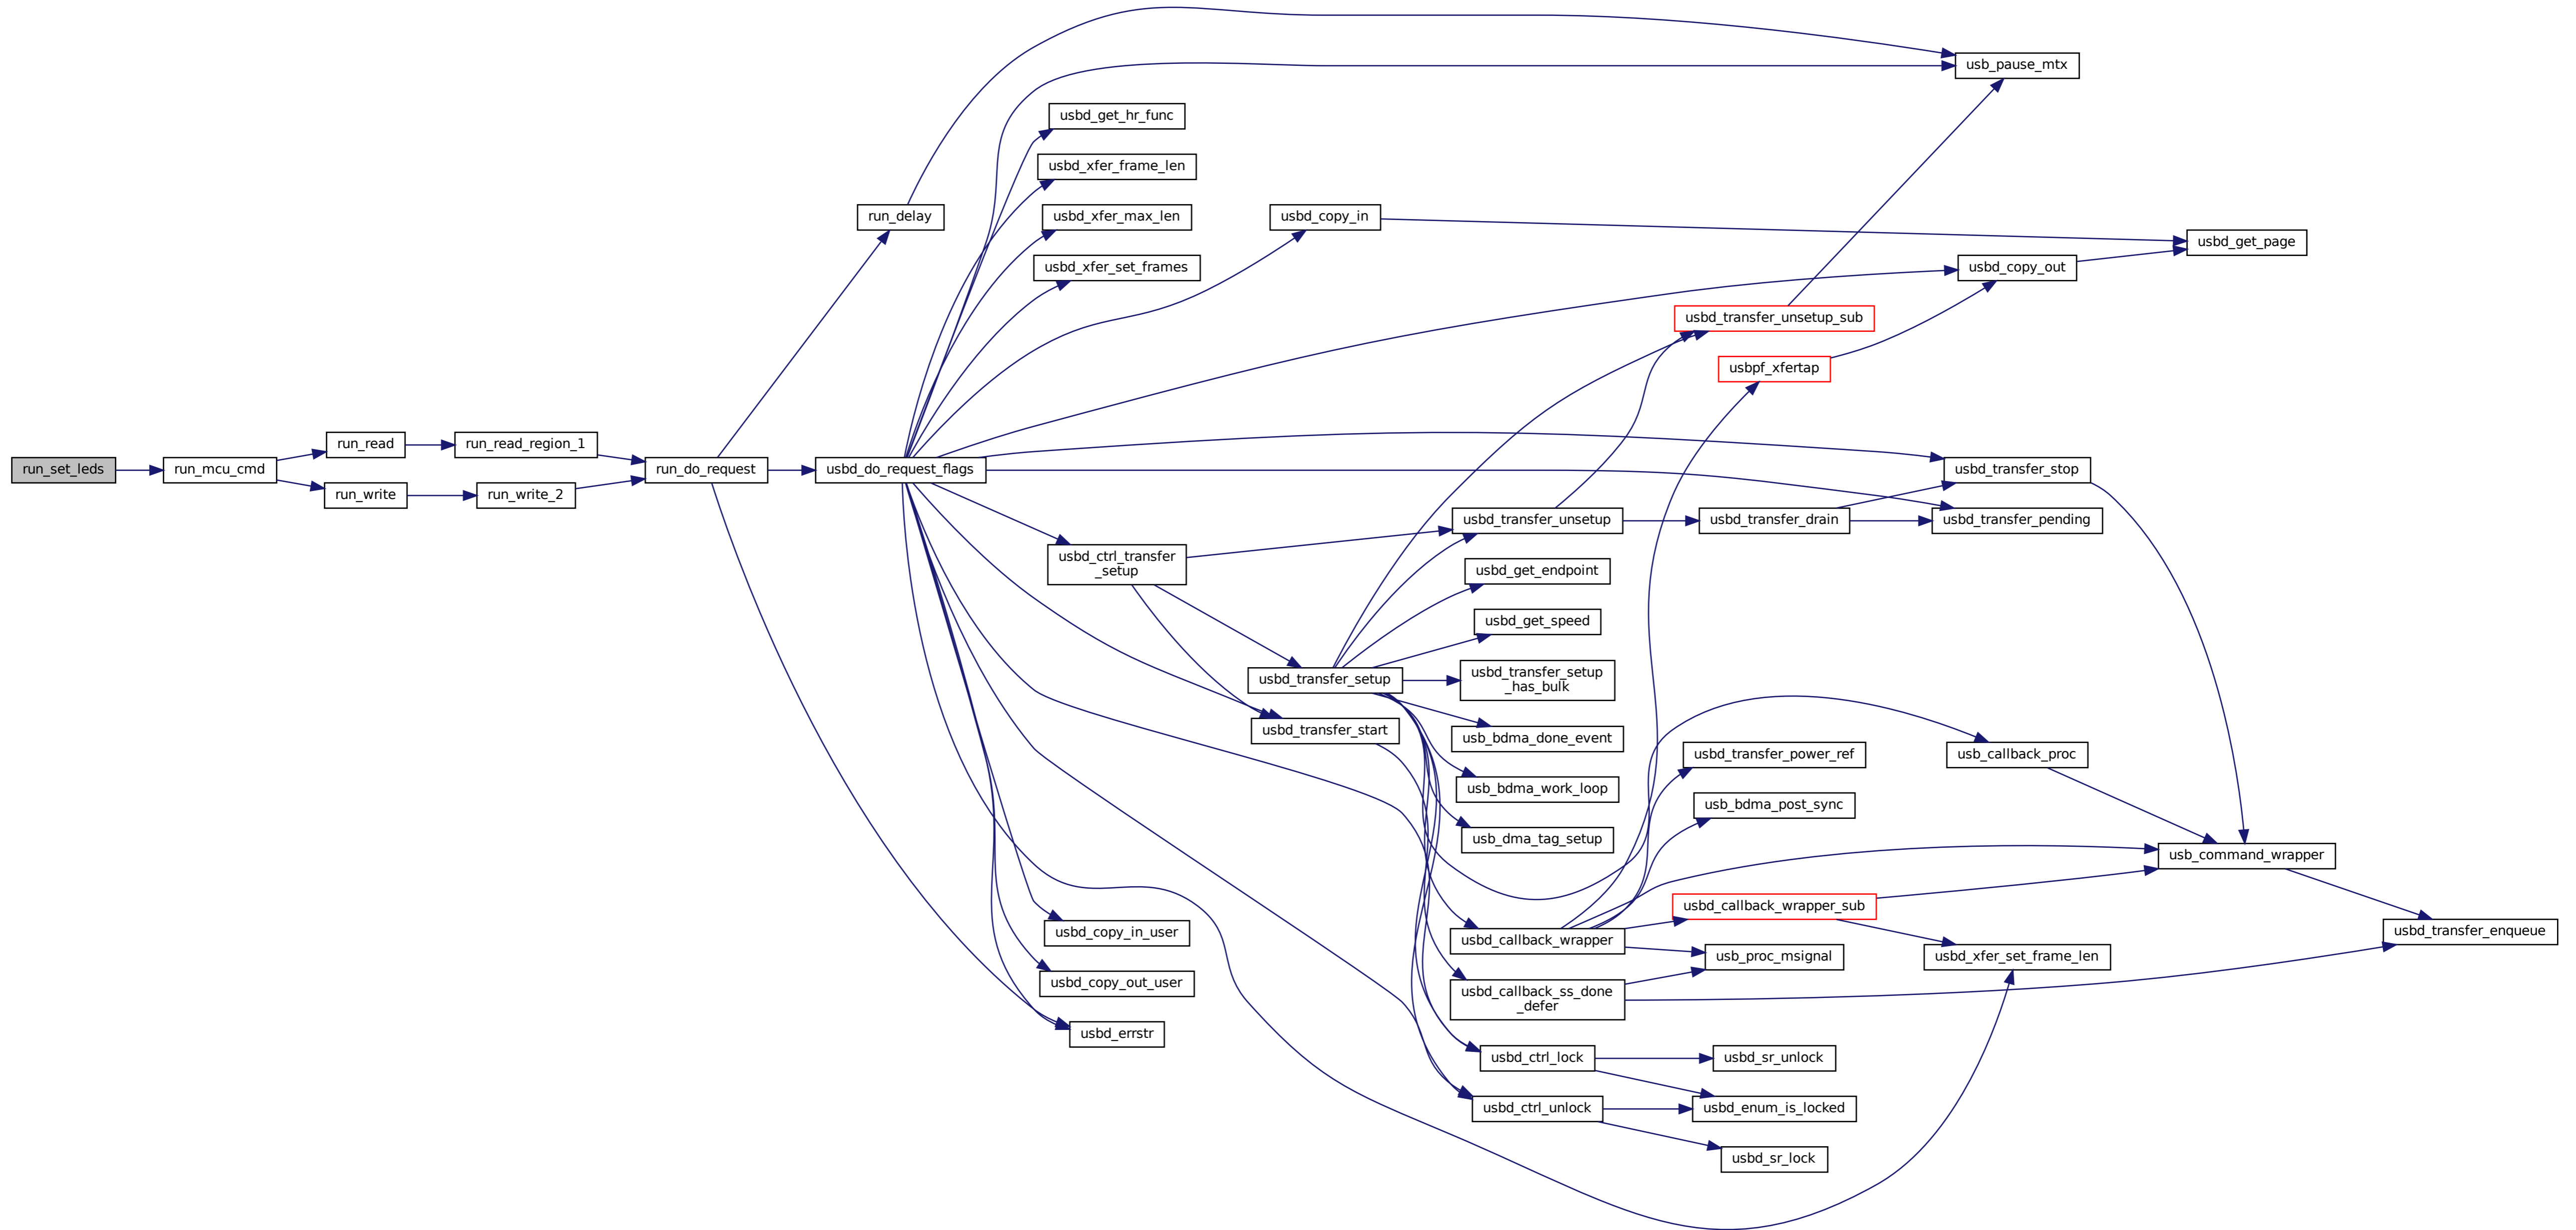 run_set_leds
run_mcu_cmd
run_read
run_write
run_read_region_1
run_write_2
run_do_request
run_delay
usbd_do_request_flags
usbd_get_hr_func
usbd_xfer_frame_len
usbd_xfer_max_len
usbd_xfer_set_frames
usbd_ctrl_transfer
_setup
usbd_copy_in_user
usbd_copy_out_user
usbd_errstr
usbd_copy_in
usbd_transfer_setup
usbd_transfer_start
usbd_transfer_unsetup
usbd_get_endpoint
usbd_get_speed
usbd_transfer_setup
_has_bulk
usb_bdma_done_event
usb_bdma_work_loop
usb_dma_tag_setup
usbd_callback_wrapper
usbd_callback_ss_done
_defer
usbd_ctrl_lock
usbd_ctrl_unlock
usbd_transfer_unsetup_sub
usbpf_xfertap
usbd_transfer_drain
usbd_transfer_power_ref
usb_bdma_post_sync
usbd_callback_wrapper_sub
usb_proc_msignal
usbd_sr_unlock
usbd_enum_is_locked
usbd_sr_lock
usb_pause_mtx
usbd_copy_out
usbd_transfer_stop
usbd_transfer_pending
usb_callback_proc
usbd_xfer_set_frame_len
usbd_get_page
usb_command_wrapper
usbd_transfer_enqueue